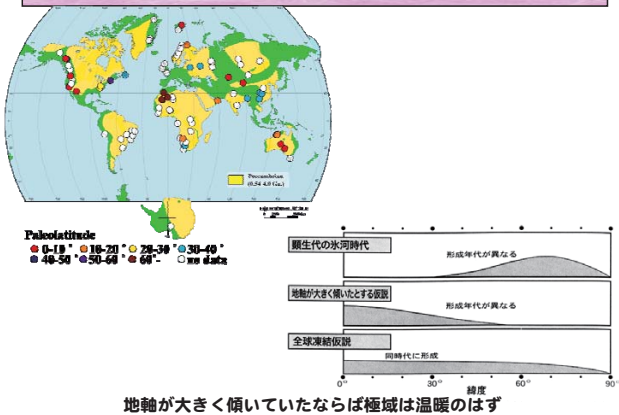 Precambrian
(0.54-4.0 Ga.)
Paleolatitude
0-10° 10-20° 20-30° 30-40°
40-50° 50-60° 60°- no data
顕生代の氷河時代
形成年代が異なる
地軸が大きく傾いたとする仮説
形成年代が異なる
全球凍結仮説
同時代に形成
0° 30° 60° 90°
緯度
地軸が大きく傾いていたならば極域は温暖のはず